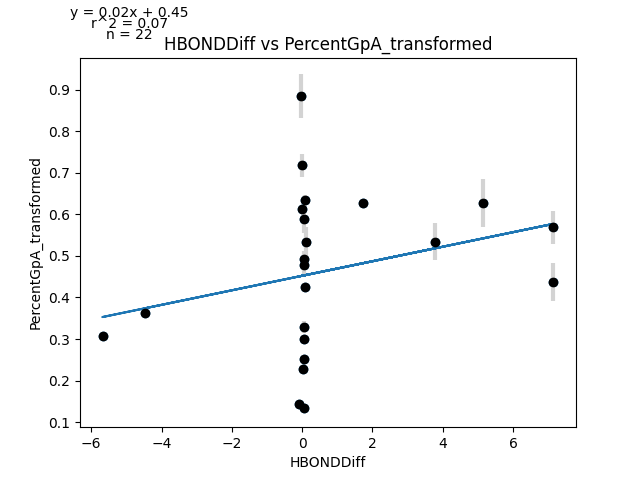 y = 0.02x + 0.45
r^2 = 0.07
n = 22
HBONDDiff vs PercentGpA_transformed
PercentGpA_transformed
0.9
0.8
0.7
0.6
0.5
0.4
0.3
0.2
0.1
−6 −4 −2 0 2 4 6
HBONDDiff